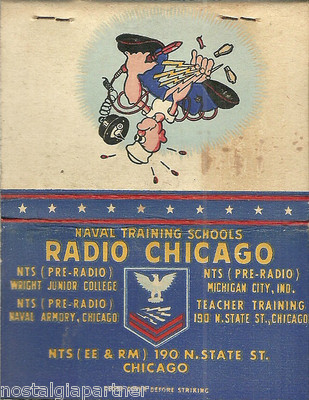 NAVAL TRAINING SCHOOLS
RADIO CHICAGO
NTS (PRE-RADIO)
WRIGHT JUNIOR COLLEGE
NTS (PRE-RADIO)
NAVAL ARMORY, CHICAGO
NTS (PRE-RADIO)
MICHIGAN CITY, IND.
TEACHER TRAINING
190 N. STATE ST., CHICAGO
NTS (EE & RM) 190 N. STATE ST.
CHICAGO
BEFORE STRIKING
nostalgiapartner